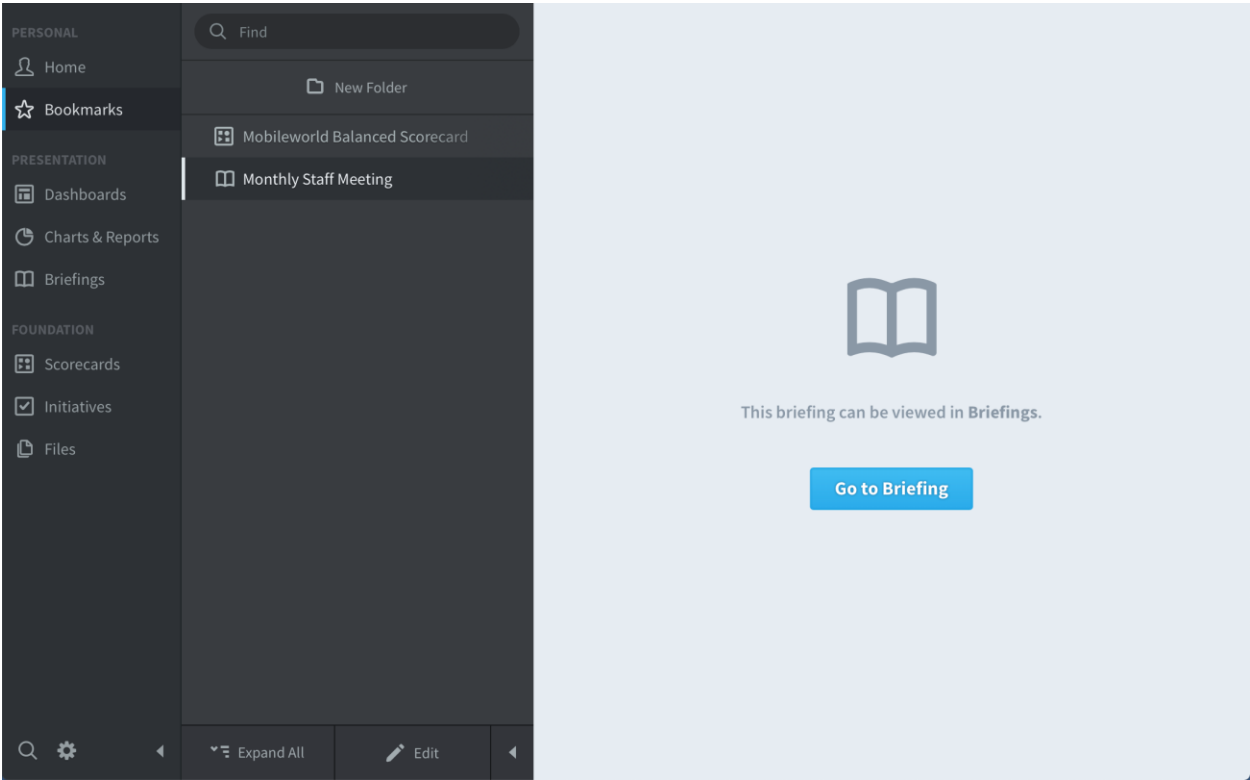 PERSONAL
Home
Bookmarks
PRESENTATION
Dashboards
Charts & Reports
Briefings
FOUNDATION
Scorecards
Initiatives
Files
Find
New Folder
Mobileworld Balanced Scorecard
Monthly Staff Meeting
Expand All
Edit
This briefing can be viewed in Briefings.
Go to Briefing